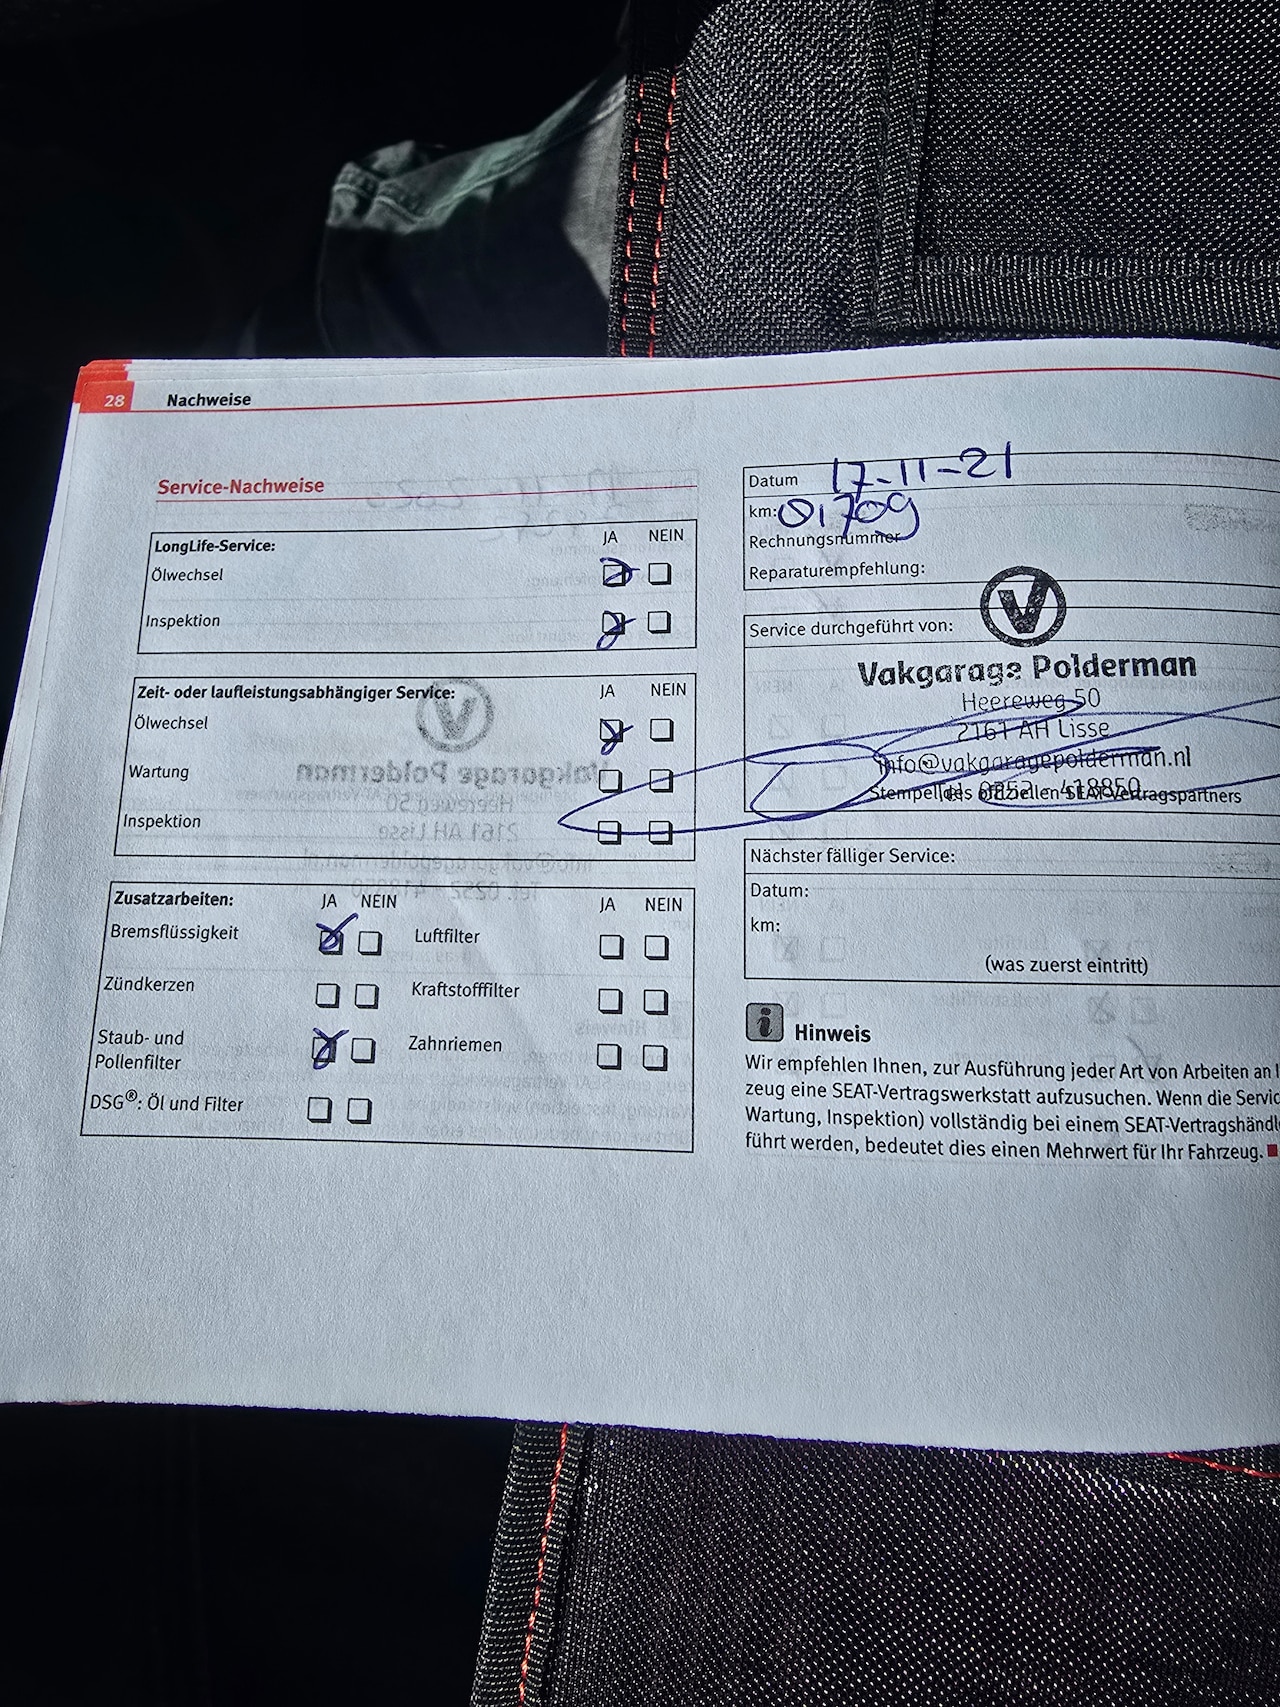 28 Nachweise
Service-Nachweise
LongLife-Service: JA NEIN
Ölwechsel
Inspektion
Zeit- oder laufleistungsabhängiger Service: JA NEIN
Ölwechsel
Wartung
Inspektion
Zusatzarbeiten: JA NEIN JA NEIN
Bremsflüssigkeit Luftfilter
Zündkerzen Kraftstofffilter
Staub- und
Pollenfilter Zahnriemen
DSG®: Öl und Filter
Datum 17-11-21
km: 81709
Rechnungsnummer
Reparaturempfehlung:
Service durchgeführt von:
V
Vakgarage Polderman
Heereweg 50
2161 AH Lisse
info@vakgaragepolderman.nl
Tel. 0252 - 418850
Stempel des offiziellen SEAT-Vertragspartners
Nächster fälliger Service:
Datum:
km:
(was zuerst eintritt)
i Hinweis
Wir empfehlen Ihnen, zur Ausführung jeder Art von Arbeiten an
zeug eine SEAT-Vertragswerkstatt aufzusuchen. Wenn die Servic
Wartung, Inspektion) vollständig bei einem SEAT-Vertragshändl
führt werden, bedeutet dies einen Mehrwert für Ihr Fahrzeug.